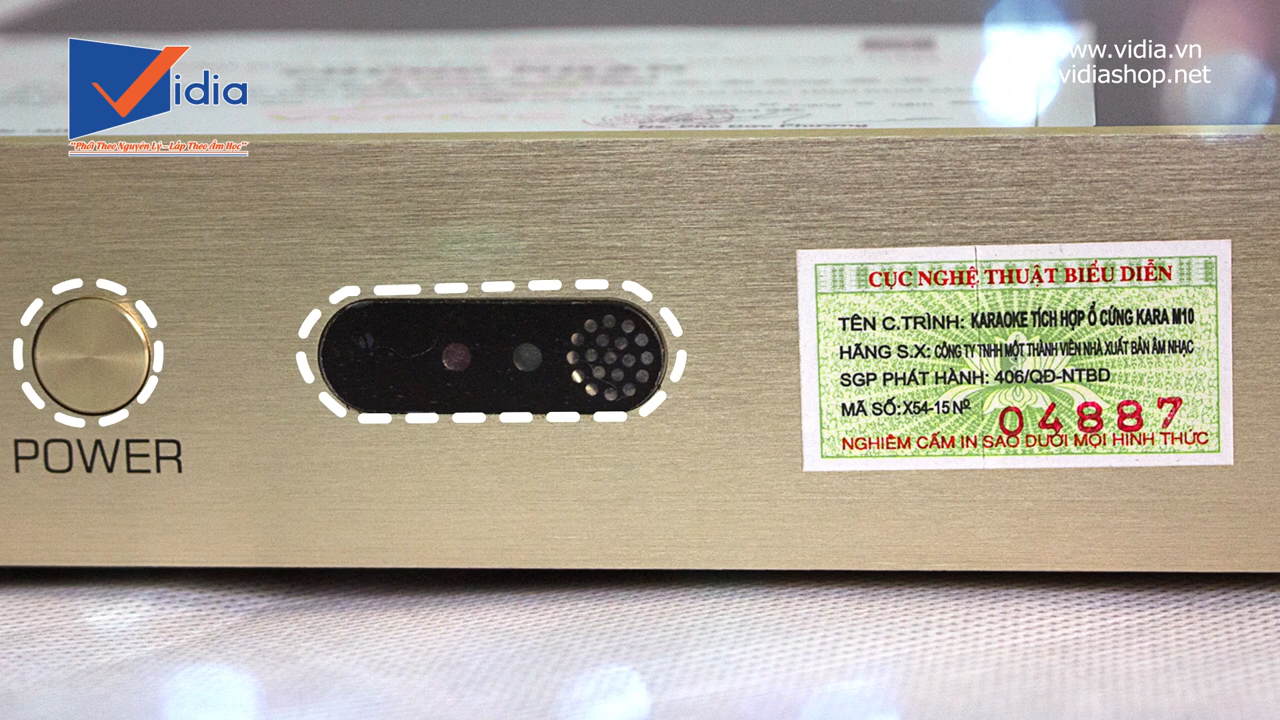 Vidia
"Phối Theo Nguyên Lý...Lắp Theo Âm Học"
www.vidia.vn
vidiashop.net
POWER
CỤC NGHỆ THUẬT BIỂU DIỄN
TÊN C.TRÌNH: KARAOKE TÍCH HỢP Ổ CỨNG KARA M10
HÃNG S.X: CÔNG TY TNHH MỘT THÀNH VIÊN NHÀ XUẤT BẢN ÂM NHẠC
SGP PHÁT HÀNH: 406/QĐ-NTBD
MÃ SỐ: X54-15 Nº 04887
NGHIÊM CẤM IN SAO DƯỚI MỌI HÌNH THỨC